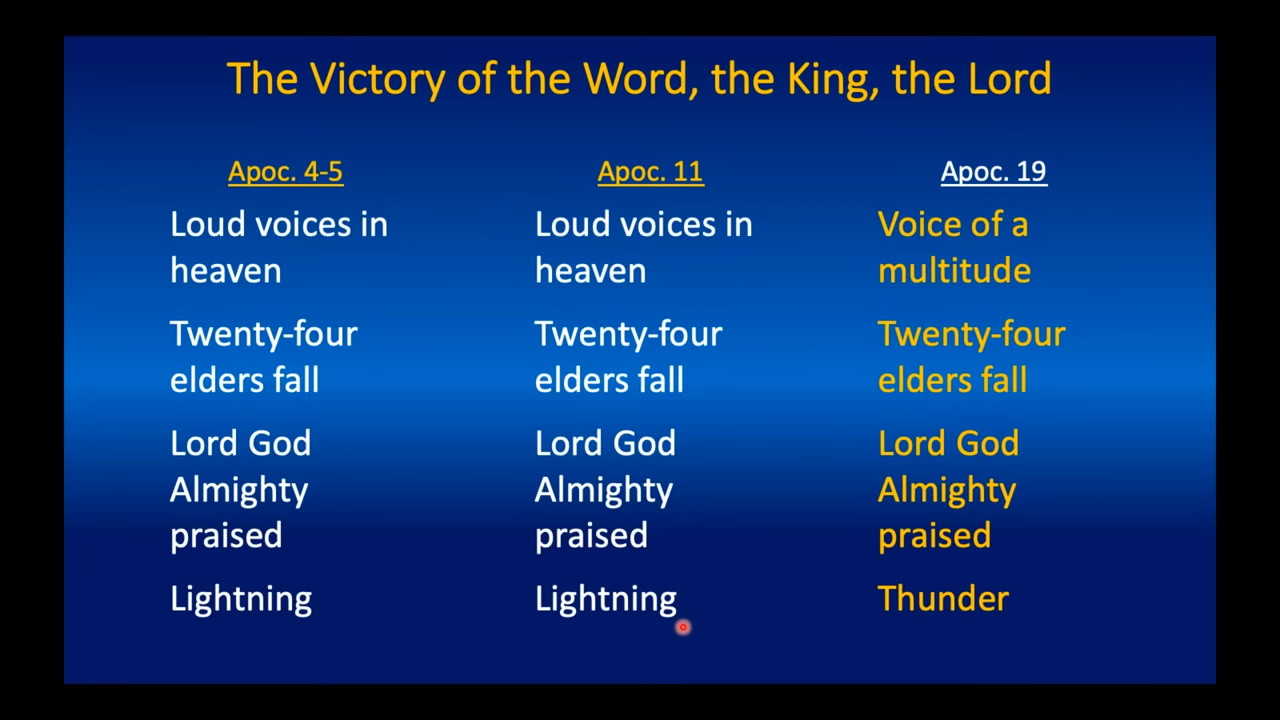 The Victory of the Word, the King, the Lord
Apoc. 4-5
Loud voices in
heaven
Twenty-four
elders fall
Lord God
Almighty
praised
Lightning
Apoc. 11
Loud voices in
heaven
Twenty-four
elders fall
Lord God
Almighty
praised
Lightning
Apoc. 19
Voice of a
multitude
Twenty-four
elders fall
Lord God
Almighty
praised
Thunder